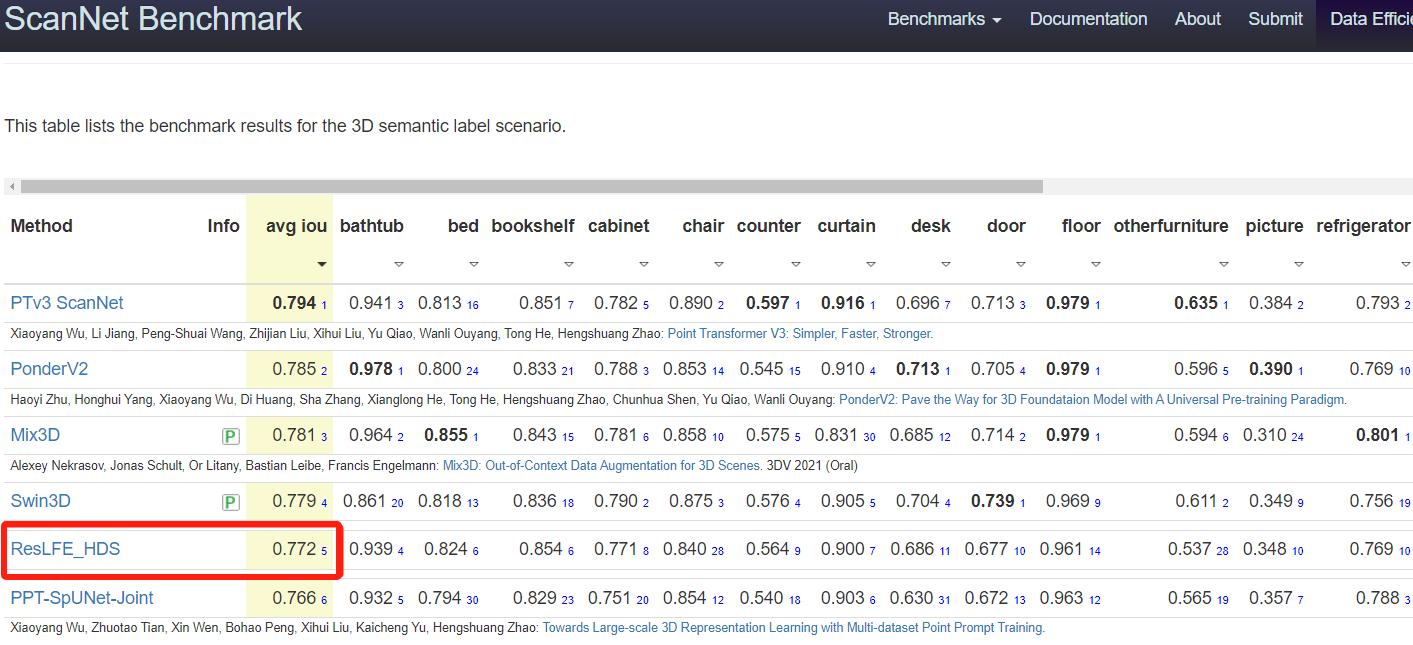 ScanNet Benchmark Benchmarks Documentation About Submit Data Effici
This table lists the benchmark results for the 3D semantic label scenario.
Method Info avg iou bathtub bed bookshelf cabinet chair counter curtain desk door floor otherfurniture picture refrigerator
PTv3 ScanNet 0.794 1 0.941 3 0.813 16 0.851 7 0.782 5 0.890 2 0.597 1 0.916 1 0.696 7 0.713 3 0.979 1 0.635 1 0.384 2 0.793 2
Xiaoyang Wu, Li Jiang, Peng-Shuai Wang, Zhijian Liu, Xihui Liu, Yu Qiao, Wanli Ouyang, Tong He, Hengshuang Zhao: Point Transformer V3: Simpler, Faster, Stronger.
PonderV2 0.785 2 0.978 1 0.800 24 0.833 21 0.788 3 0.853 14 0.545 15 0.910 4 0.713 1 0.705 4 0.979 1 0.596 5 0.390 1 0.769 10
Haoyi Zhu, Honghui Yang, Xiaoyang Wu, Di Huang, Sha Zhang, Xianglong He, Tong He, Hengshuang Zhao, Chunhua Shen, Yu Qiao, Wanli Ouyang: PonderV2: Pave the Way for 3D Foundataion Model with A Universal Pre-training Paradigm.
Mix3D P 0.781 3 0.964 2 0.855 1 0.843 15 0.781 6 0.858 10 0.575 5 0.831 30 0.685 12 0.714 2 0.979 1 0.594 6 0.310 24 0.801 1
Alexey Nekrasov, Jonas Schult, Or Litany, Bastian Leibe, Francis Engelmann: Mix3D: Out-of-Context Data Augmentation for 3D Scenes. 3DV 2021 (Oral)
Swin3D P 0.779 4 0.861 20 0.818 13 0.836 18 0.790 2 0.875 3 0.576 4 0.905 5 0.704 4 0.739 1 0.969 9 0.611 2 0.349 9 0.756 19
ResLFE_HDS 0.772 5 0.939 4 0.824 6 0.854 6 0.771 8 0.840 28 0.564 9 0.900 7 0.686 11 0.677 10 0.961 14 0.537 28 0.348 10 0.769 10
PPT-SpUNet-Joint 0.766 6 0.932 5 0.794 30 0.829 23 0.751 20 0.854 12 0.540 18 0.903 6 0.630 31 0.672 13 0.963 12 0.565 19 0.357 7 0.788 3
Xiaoyang Wu, Zhuotao Tian, Xin Wen, Bohao Peng, Xihui Liu, Kaicheng Yu, Hengshuang Zhao: Towards Large-scale 3D Representation Learning with Multi-dataset Point Prompt Training.